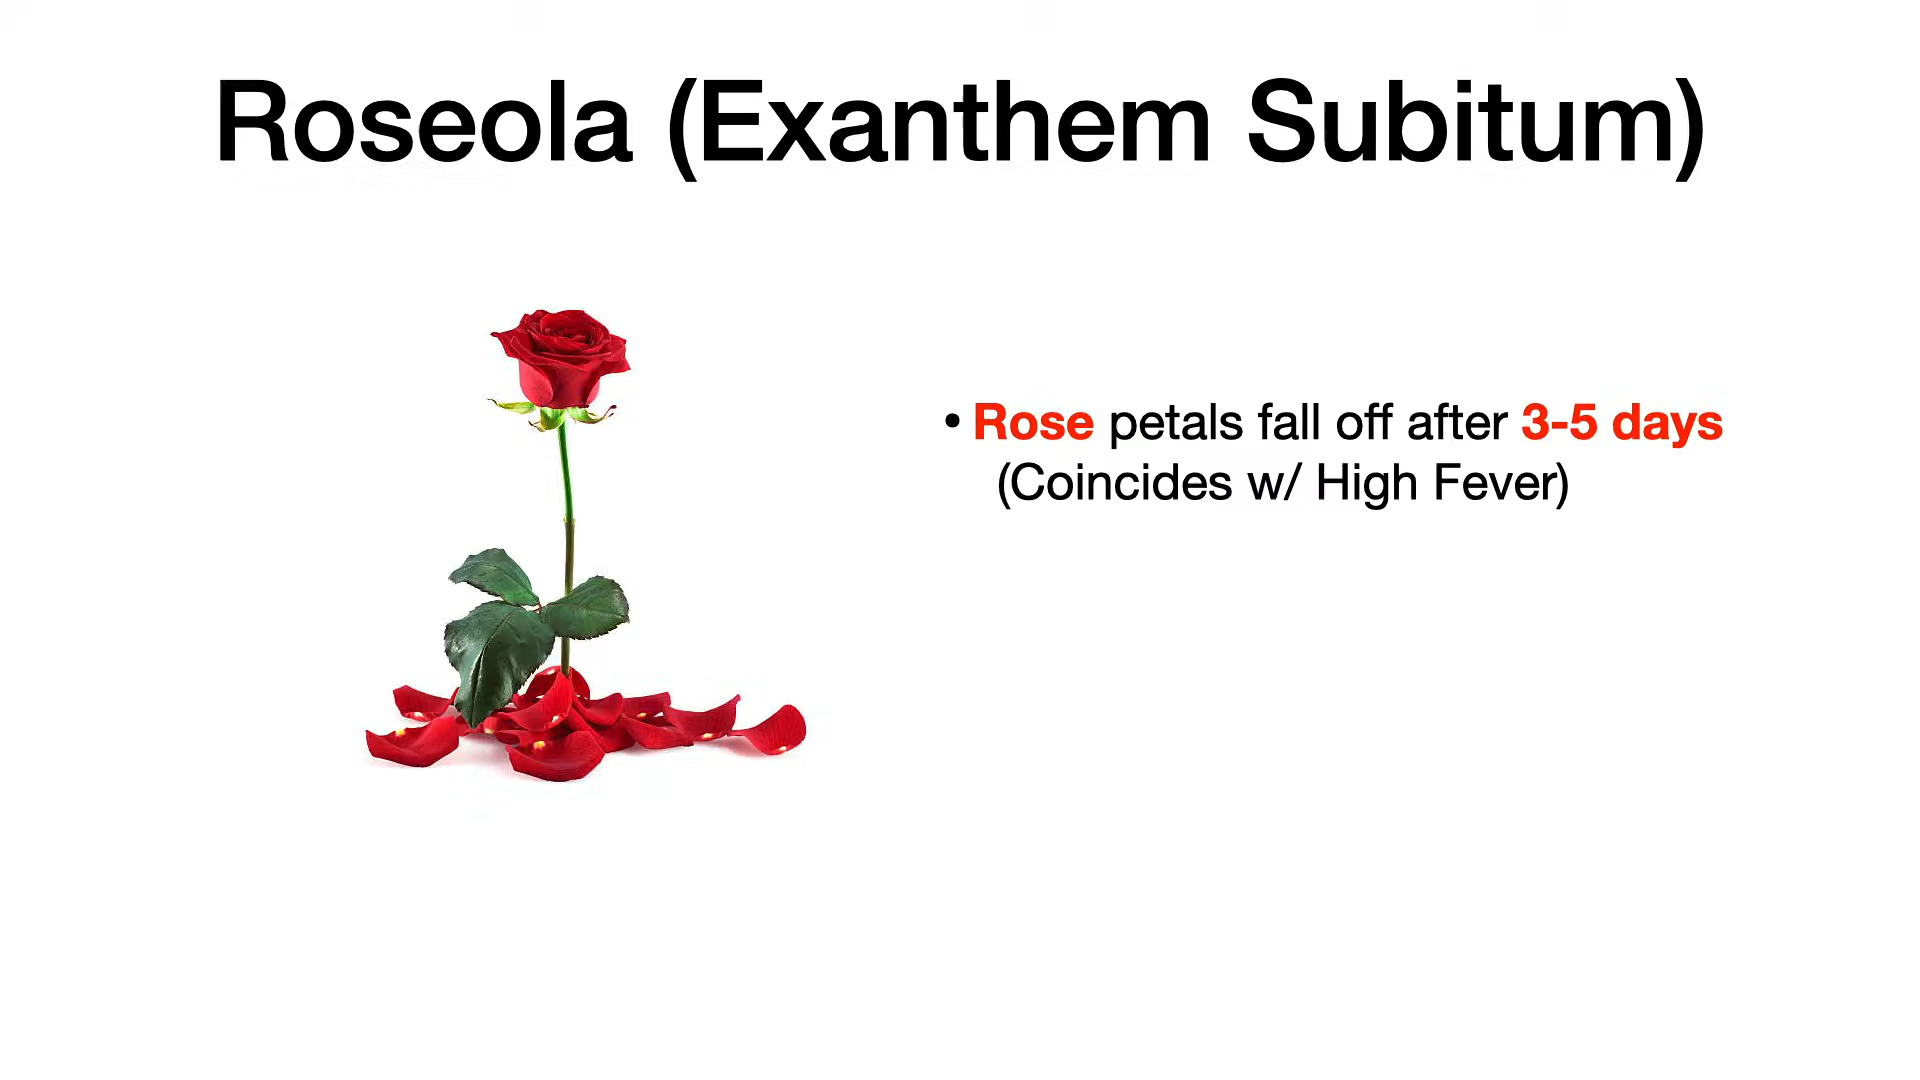 Roseola (Exanthem Subitum)
• Rose petals fall off after 3-5 days
(Coincides w/ High Fever)